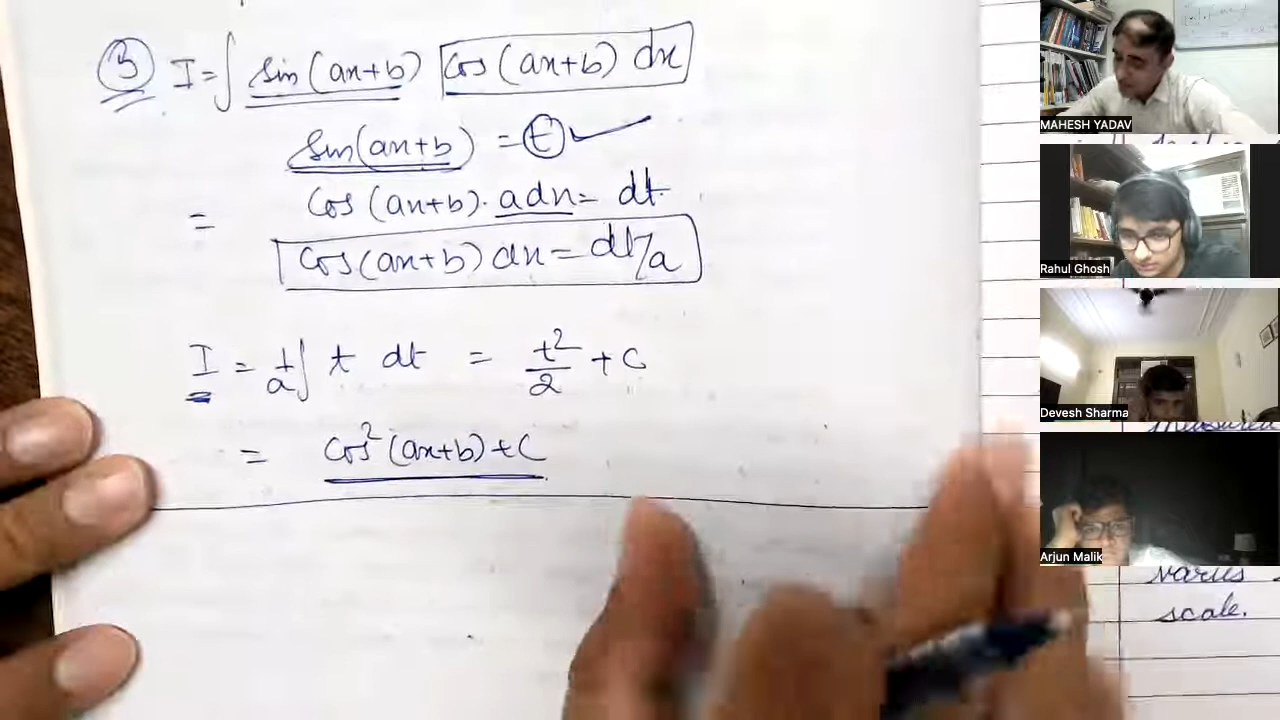 3 I = ∫ sin (ax+b) cos (ax+b) dx
sin(ax+b) = t ✓
= cos (ax+b). adx = dt
cos(ax+b) dx = dt/a
I = 1/a ∫ t dt = t²/2 + c
= cos² (ax+b) + C
MAHESH YADAV
Rahul Ghosh
Devesh Sharma
Arjun Malik
scale.